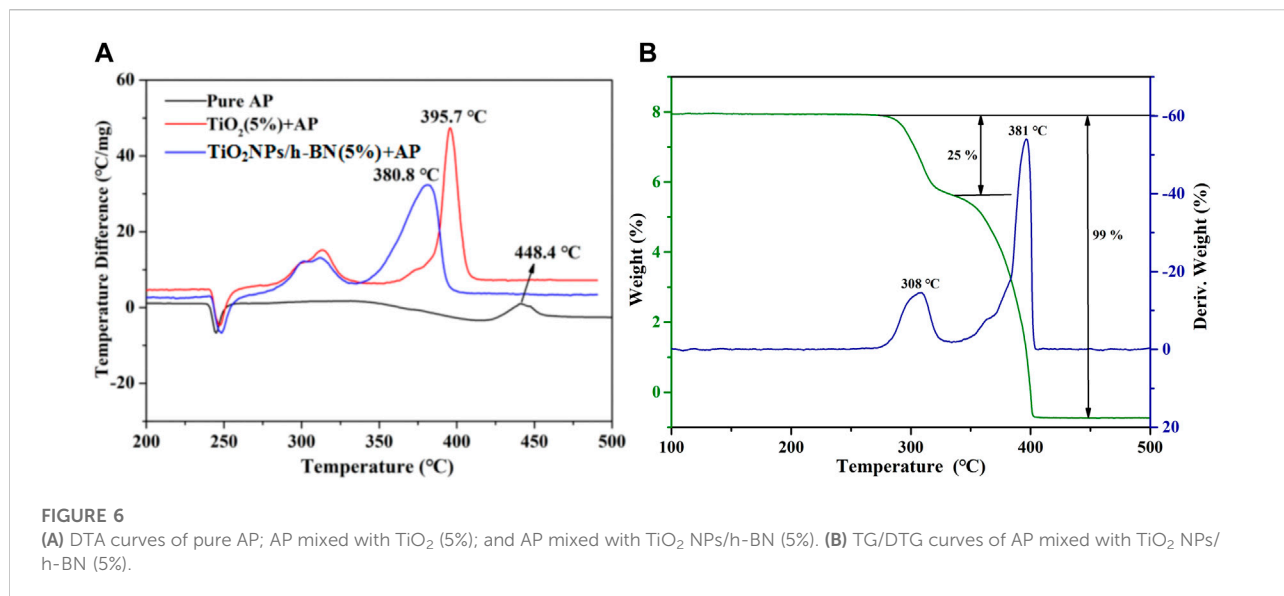 A
B
60
40
20
0
-20
Temperature Difference (°C/mg)
Pure AP
TiO₂(5%)+AP
TiO₂NPs/h-BN(5%)+AP
395.7 °C
380.8 °C
448.4 °C
200 250 300 350 400 450 500
Temperature (°C)
8
6
4
2
0
Weight (%)
308 °C
381 °C
25 %
99 %
-60
-40
-20
0
20
Deriv. Weight (%)
100 200 300 400 500
Temperature (°C)
FIGURE 6
(A) DTA curves of pure AP; AP mixed with TiO₂ (5%); and AP mixed with TiO₂ NPs/h-BN (5%). (B) TG/DTG curves of AP mixed with TiO₂ NPs/
h-BN (5%).